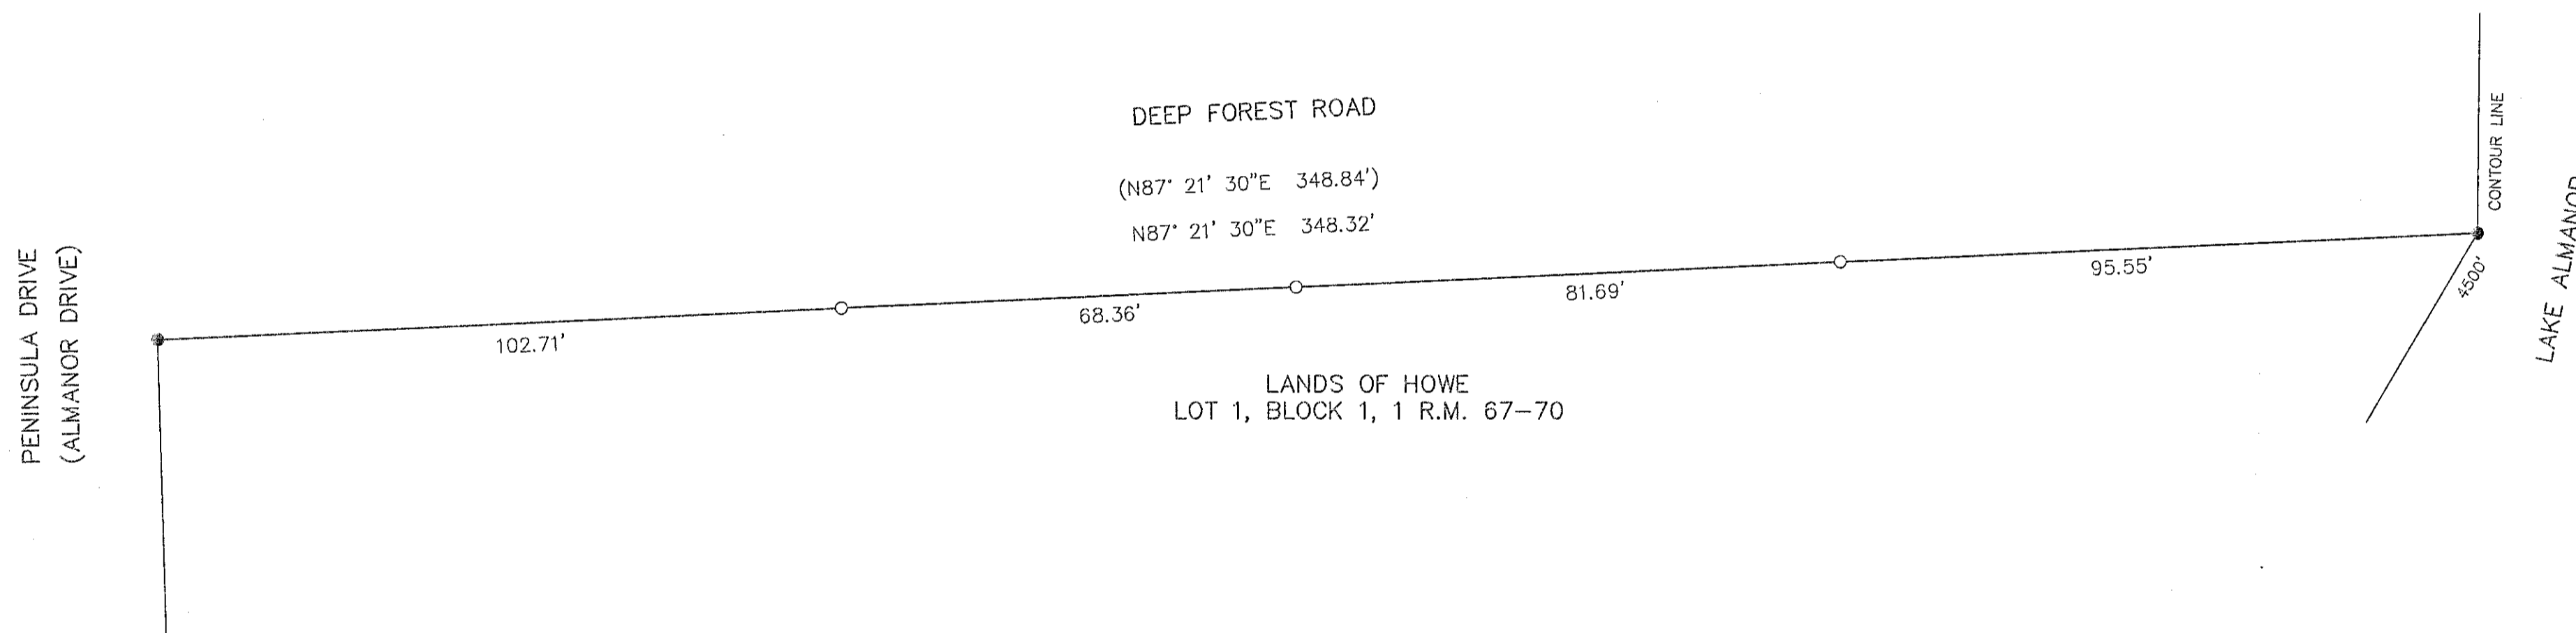 DEEP FOREST ROAD
(N87° 21' 30"E 348.84')
N87° 21' 30"E 348.32'
PENINSULA DRIVE
(ALMANOR DRIVE)
102.71'
68.36'
81.69'
95.55'
CONTOUR LINE
4500'
LAKE ALMANOR
LANDS OF HOWE
LOT 1, BLOCK 1, 1 R.M. 67-70